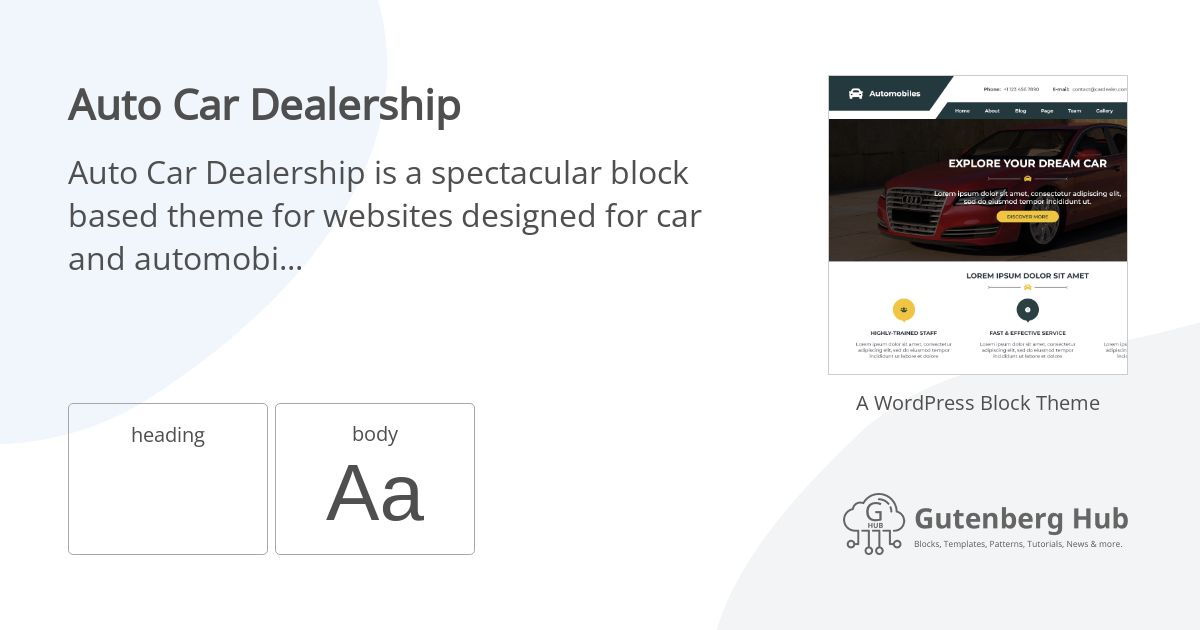 Auto Car Dealership
Auto Car Dealership is a spectacular block
based theme for websites designed for car
and automobi...
heading
body
Aa
Automobiles
Phone: +1 123 456 7890 E-mail: contact@cardealer.com
Home About Blog Page Team Gallery
EXPLORE YOUR DREAM CAR
Lorem ipsum dolor sit amet, consectetur adipiscing elit,
sed do eiusmod tempor incididunt ut.
DISCOVER MORE
LOREM IPSUM DOLOR SIT AMET
HIGHLY-TRAINED STAFF
Lorem ipsum dolor sit amet, consectetur
adipiscing elit, sed do eiusmod tempor
incididunt ut labore et dolore
FAST & EFFECTIVE SERVICE
Lorem ipsum dolor sit amet, consectetur
adipiscing elit, sed do eiusmod tempor
incididunt ut labore et dolore
A WordPress Block Theme
G
HUB
Gutenberg Hub
Blocks, Templates, Patterns, Tutorials, News & more.